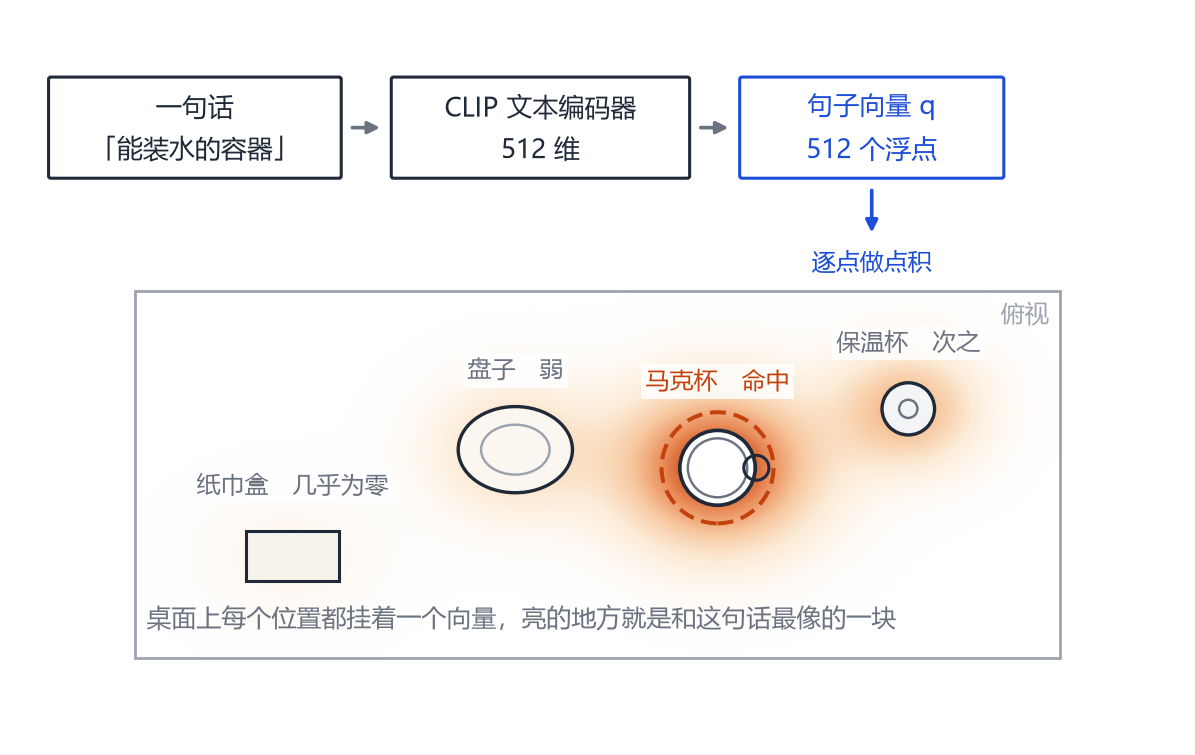 一句话
「能装水的容器」
CLIP 文本编码器
512 维
句子向量 q
512 个浮点
逐点做点积
俯视
保温杯　次之
盘子　弱
马克杯　命中
纸巾盒　几乎为零
桌面上每个位置都挂着一个向量，亮的地方就是和这句话最像的一块